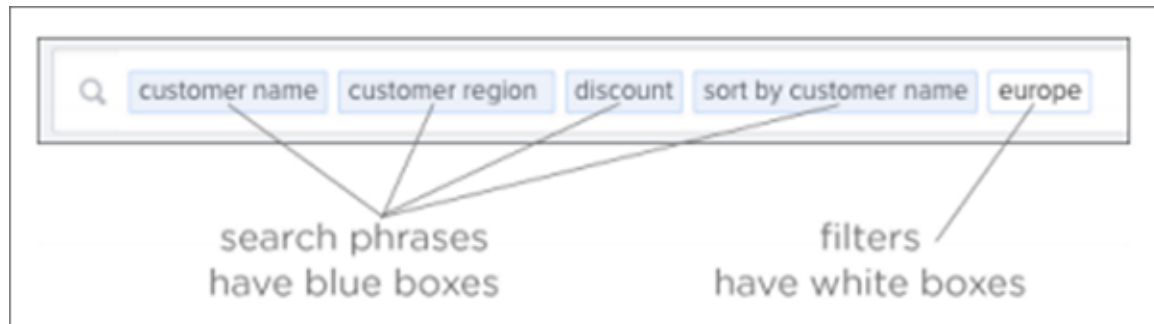 customer name customer region discount sort by customer name europe
search phrases
have blue boxes
filters
have white boxes